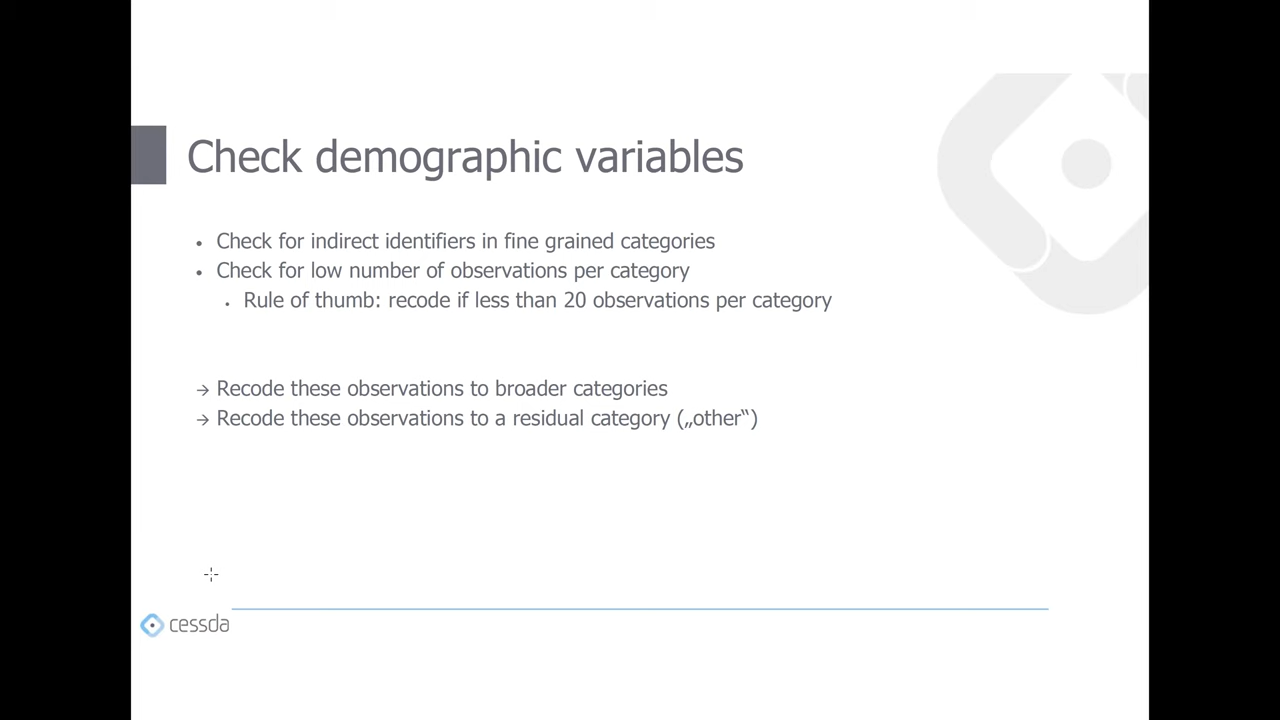 Check demographic variables
• Check for indirect identifiers in fine grained categories
• Check for low number of observations per category
• Rule of thumb: recode if less than 20 observations per category
→ Recode these observations to broader categories
→ Recode these observations to a residual category („other“)
cessda